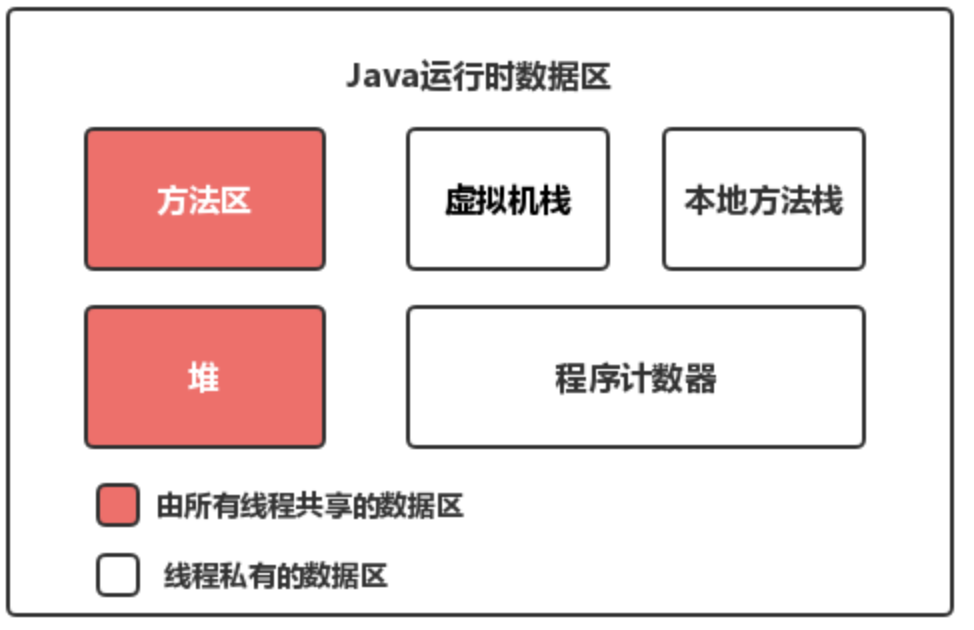 Java运行时数据区
方法区
虚拟机栈
本地方法栈
堆
程序计数器
由所有线程共享的数据区
线程私有的数据区